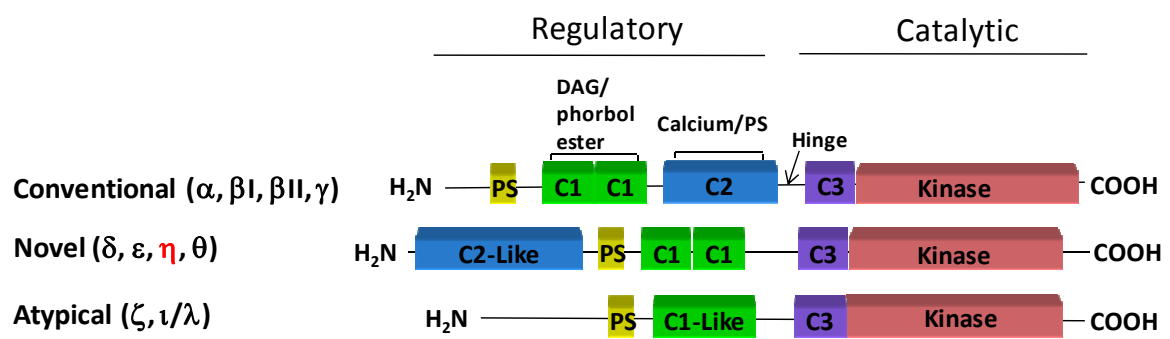 Regulatory Catalytic
DAG/
phorbol
ester
Calcium/PS
Hinge
Conventional (α, βI, βII, γ) H₂N PS C1 C1 C2 C3 Kinase COOH
Novel (δ, ε, η, θ) H₂N C2-Like PS C1 C1 C3 Kinase COOH
Atypical (ζ, ι/λ) H₂N PS C1-Like C3 Kinase COOH